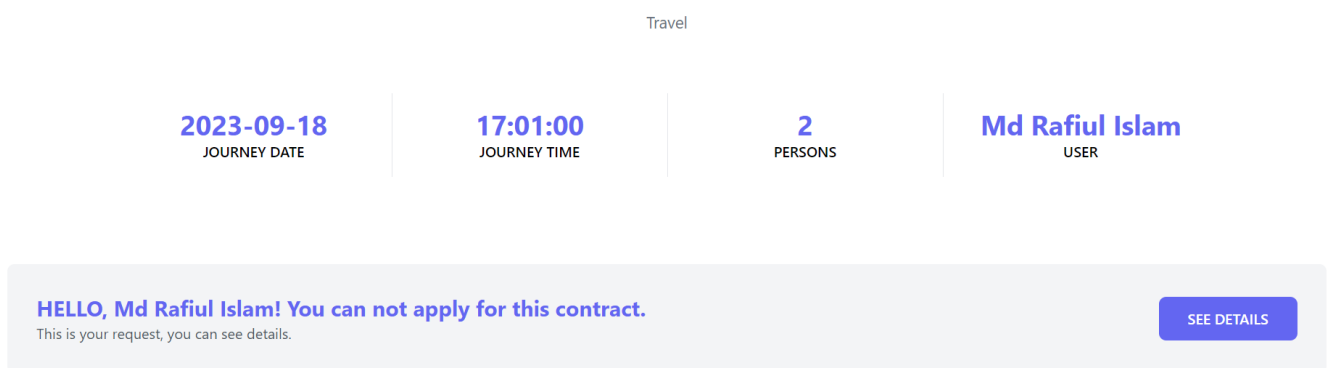 Travel
2023-09-18
JOURNEY DATE
17:01:00
JOURNEY TIME
2
PERSONS
Md Rafiul Islam
USER
HELLO, Md Rafiul Islam! You can not apply for this contract.
This is your request, you can see details.
SEE DETAILS